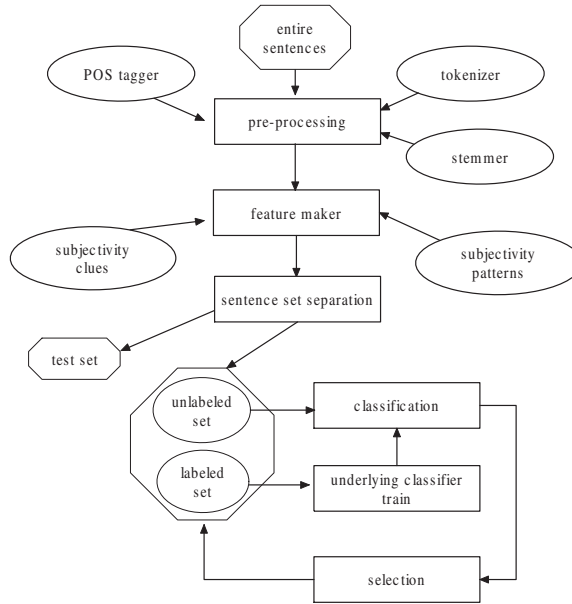 entire
sentences
POS tagger
tokenizer
pre-processing
stemmer
feature maker
subjectivity
clues
subjectivity
patterns
sentence set separation
test set
unlabeled
set
classification
labeled
set
underlying classifier
train
selection